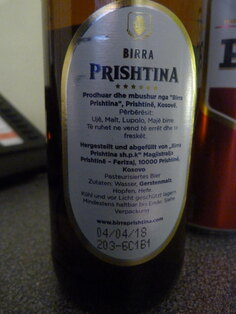 BIRRA
PRISHTINA
Prodhuar dhe mbushur nga "Birra
Prishtina", Prishtinë, Kosovë.
Përbërësit:
Ujë, Malt, Lupolo, Majë birre.
Të ruhet në vend të errët dhe të
freskët
Hergestellt und abgefüllt von „Birra
Prishtina sh.p.k" Magjistralja
Prishtinë - Ferizaj, 10000 Prishtinë,
Kosovo
Pasteurisiertes Bier
Zutaten: Wasser, Gerstenmalz,
Hopfen, Hefe.
Kühl und vor Licht geschützt lagern.
Mindestens haltbar bis Ende: Siehe
Verpackung
www.birraprishtina.com
04/04/18
203-6C1B1